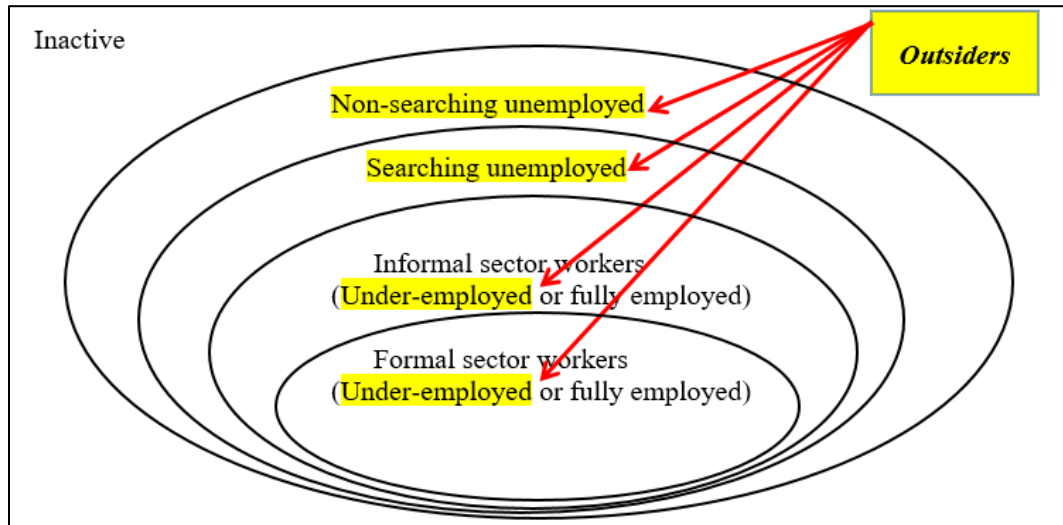 Inactive
Outsiders
Non-searching unemployed
Searching unemployed
Informal sector workers
(Under-employed or fully employed)
Formal sector workers
(Under-employed or fully employed)